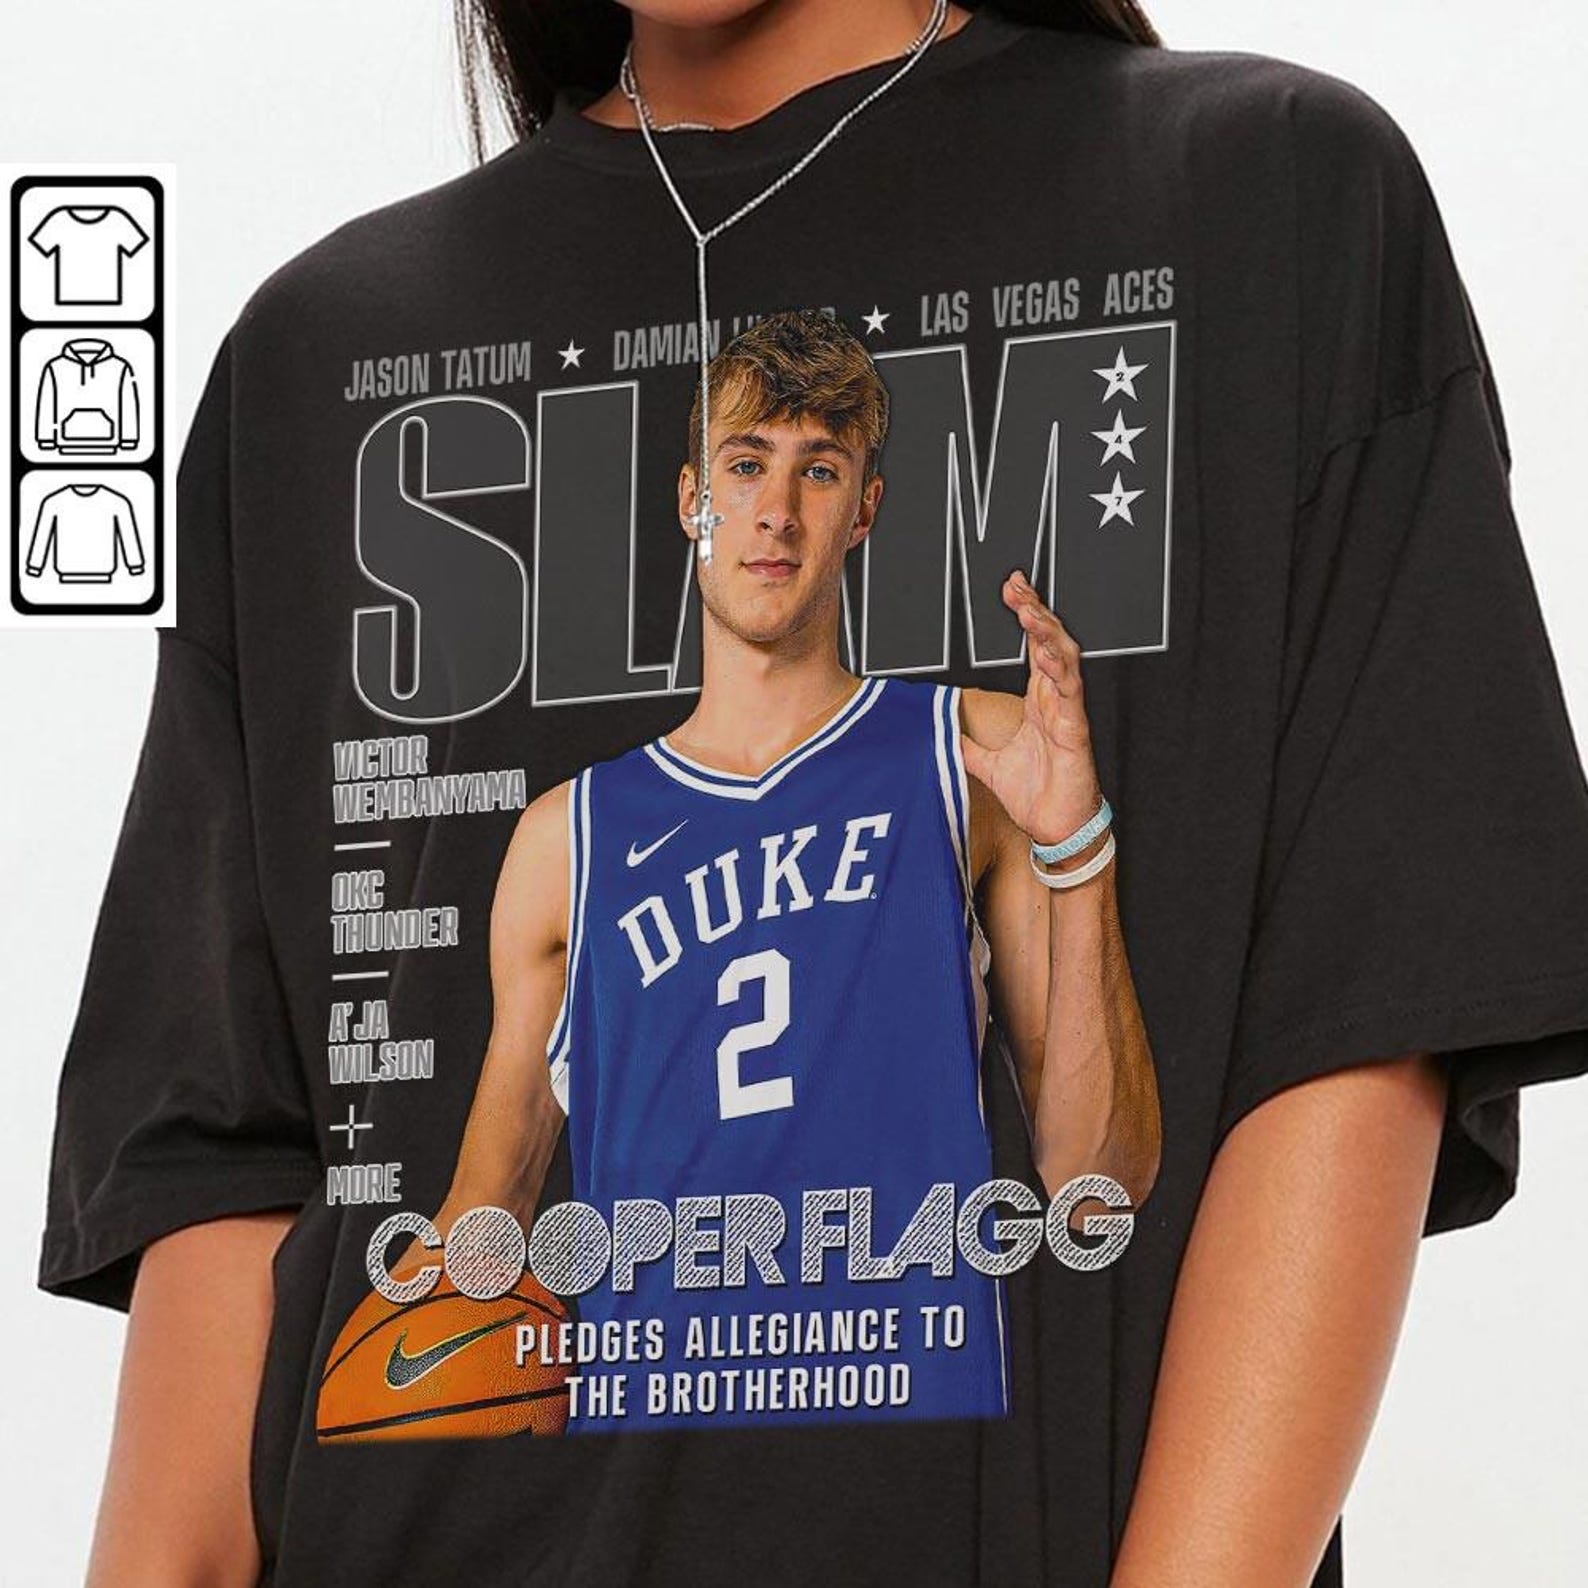 JASON TATUM ★ DAMIAN ★ LAS VEGAS ACES
SLAM
2
4
7
VICTOR
WEMBANYAMA
OKC
THUNDER
A'JA
WILSON
+
MORE
DUKE
2
COOPER FLAGG
PLEDGES ALLEGIANCE TO
THE BROTHERHOOD